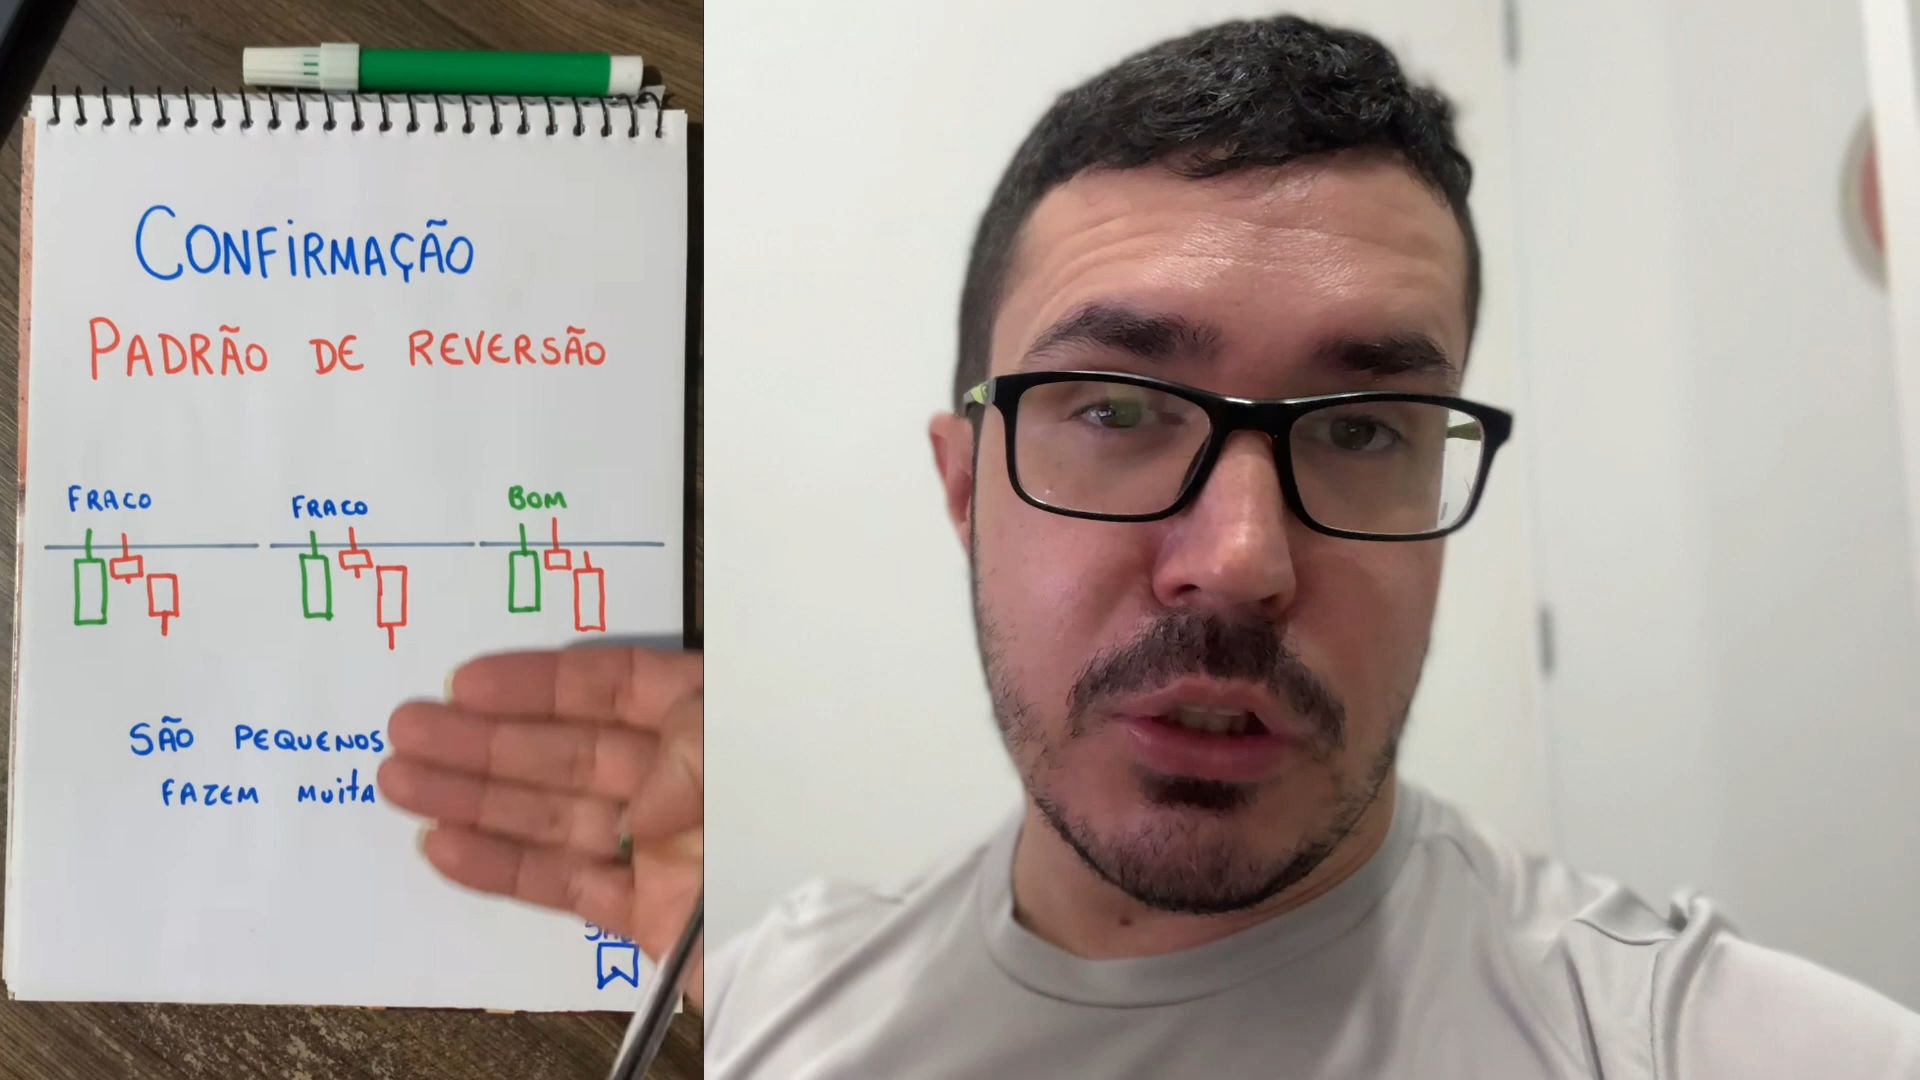 CONFIRMAÇÃO
PADRÃO DE REVERSÃO
FRACO FRACO BOM
SÃO PEQUENOS
FAZEM MUITA